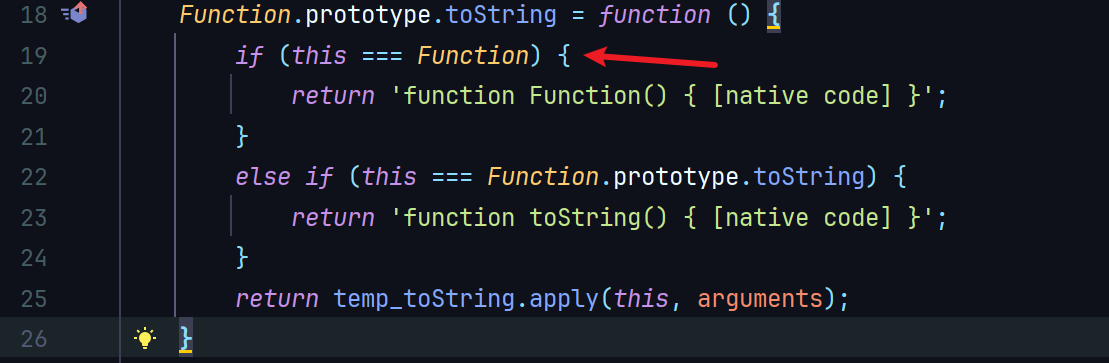 18 Function.prototype.toString = function () {
19 if (this === Function) {
20 return 'function Function() { [native code] }';
21 }
22 else if (this === Function.prototype.toString) {
23 return 'function toString() { [native code] }';
24 }
25 return temp_toString.apply(this, arguments);
26 }